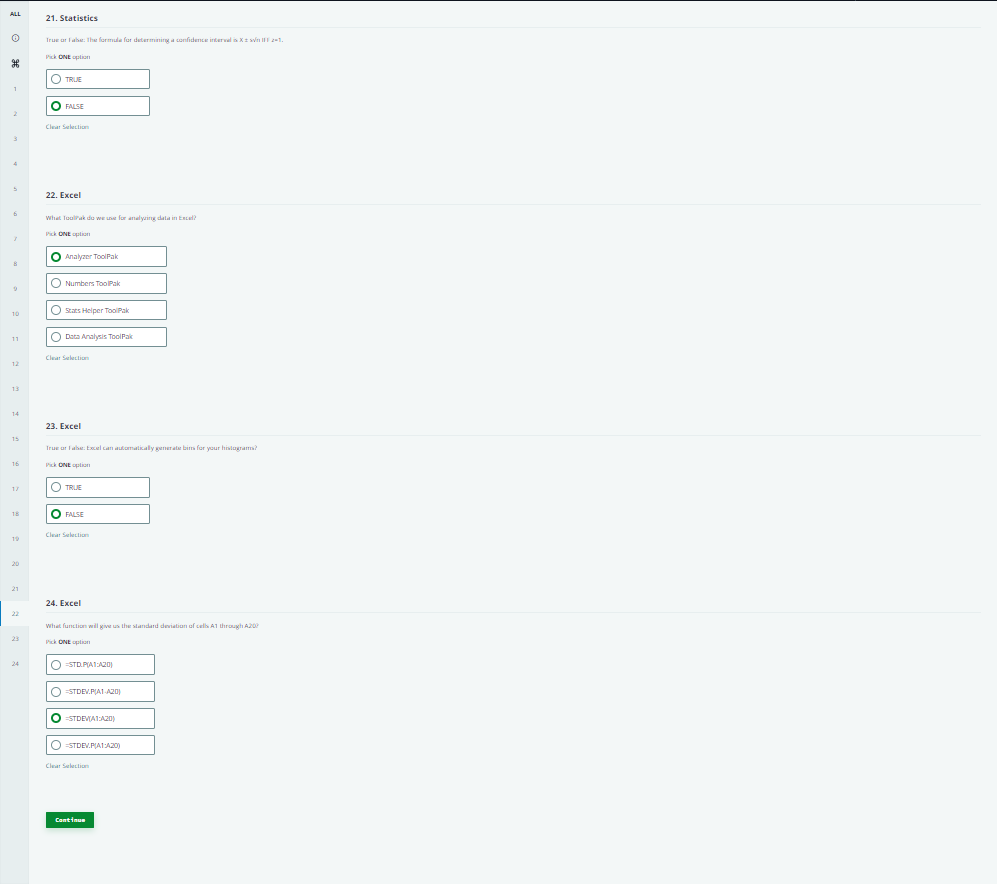 ALL
1
2
3
4
5
6
7
8
9
10
11
12
13
14
15
16
17
18
19
20
21
22
23
24
21. Statistics
True or False: The formula for determining a confidence interval is X ± s√n IFF z=1.
Pick ONE option
TRUE
FALSE
Clear Selection
22. Excel
What ToolPak do we use for analyzing data in Excel?
Pick ONE option
Analyzer ToolPak
Numbers ToolPak
Stats Helper ToolPak
Data Analysis ToolPak
Clear Selection
23. Excel
True or False: Excel can automatically generate bins for your histograms?
Pick ONE option
TRUE
FALSE
Clear Selection
24. Excel
What function will give us the standard deviation of cells A1 through A20?
Pick ONE option
=STD.P(A1:A20)
=STDEV.P(A1-A20)
=STDEV(A1:A20)
=STDEV.P(A1:A20)
Clear Selection
Continue